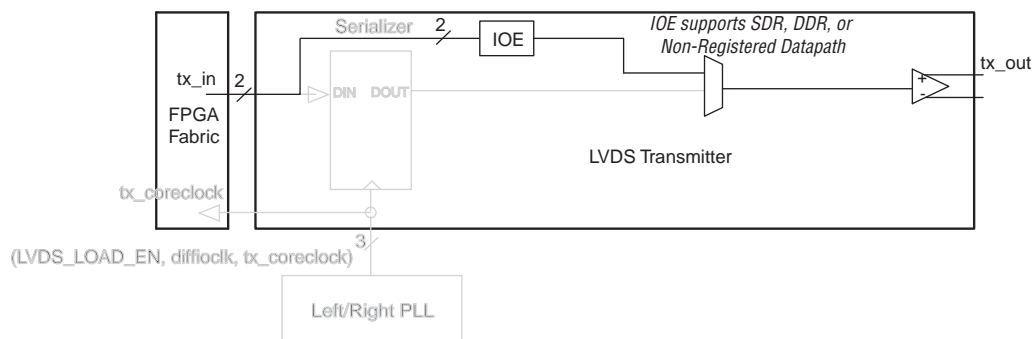 Serializer
2
IOE
IOE supports SDR, DDR, or
Non-Registered Datapath
tx_in
2
DIN
DOUT
+
-
tx_out
FPGA
Fabric
LVDS Transmitter
tx_coreclock
3
(LVDS_LOAD_EN, diffioclk, tx_coreclock)
Left/Right PLL